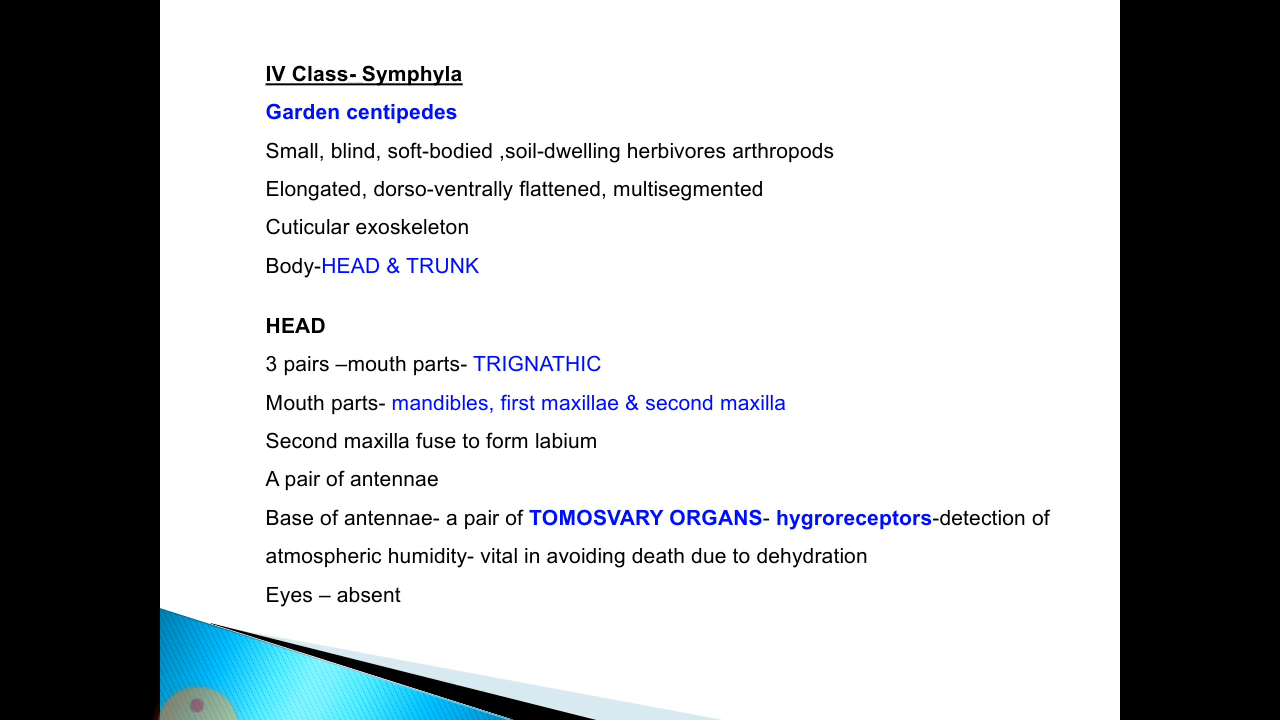 IV Class- Symphyla
Garden centipedes
Small, blind, soft-bodied ,soil-dwelling herbivores arthropods
Elongated, dorso-ventrally flattened, multisegmented
Cuticular exoskeleton
Body-HEAD & TRUNK
HEAD
3 pairs –mouth parts- TRIGNATHIC
Mouth parts- mandibles, first maxillae & second maxilla
Second maxilla fuse to form labium
A pair of antennae
Base of antennae- a pair of TOMOSVARY ORGANS- hygroreceptors-detection of
atmospheric humidity- vital in avoiding death due to dehydration
Eyes – absent